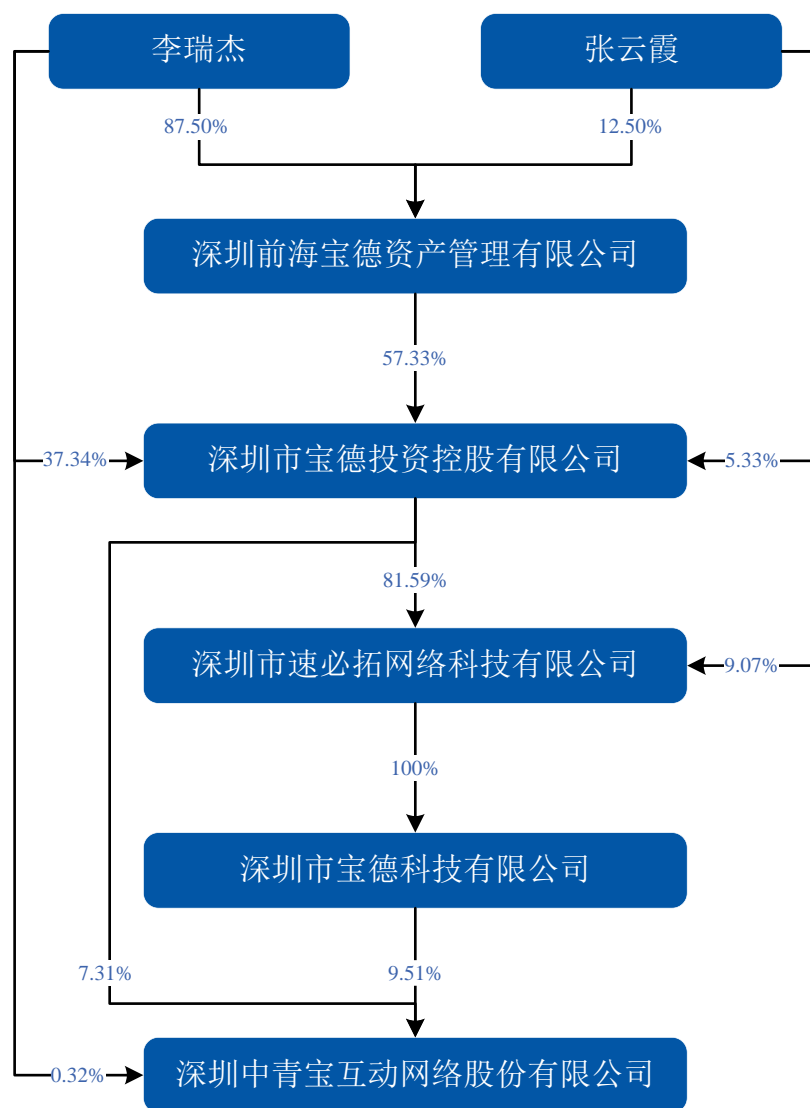 李瑞杰
张云霞
87.50%
12.50%
深圳前海宝德资产管理有限公司
57.33%
深圳市宝德投资控股有限公司
37.34%
5.33%
81.59%
深圳市速必拓网络科技有限公司
9.07%
100%
深圳市宝德科技有限公司
7.31%
9.51%
深圳中青宝互动网络股份有限公司
0.32%